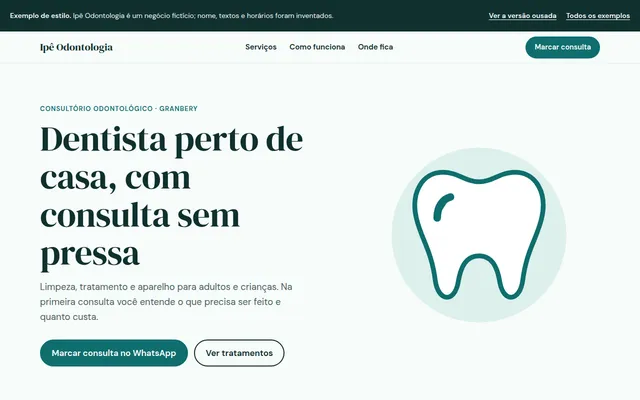 Exemplo de estilo. Ipê Odontologia é um negócio fictício; nome, textos e horários foram inventados.
Ver a versão ousada
Todos os exemplos
Ipê Odontologia
Serviços
Como funciona
Onde fica
Marcar consulta
CONSULTÓRIO ODONTOLÓGICO · GRANBERY
Dentista perto de
casa, com
consulta sem
pressa
Limpeza, tratamento e aparelho para adultos e crianças. Na
primeira consulta você entende o que precisa ser feito e
quanto custa.
Marcar consulta no WhatsApp
Ver tratamentos